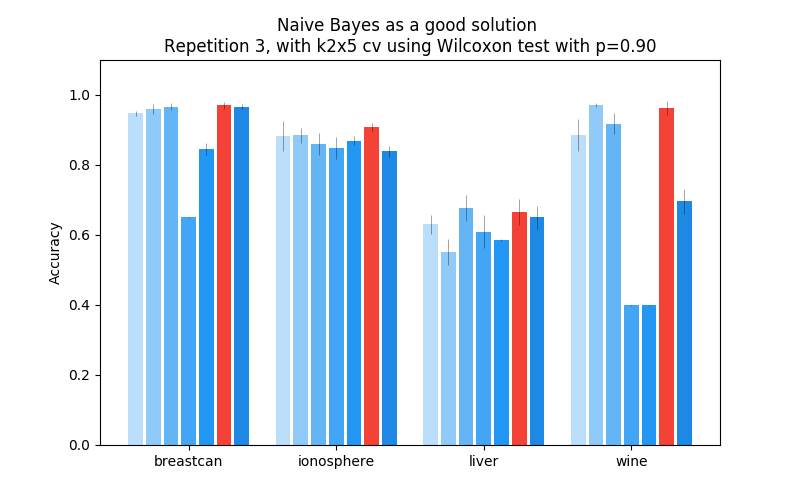 Naive Bayes as a good solution
Repetition 3, with k2x5 cv using Wilcoxon test with p=0.90
1.0
0.8
0.6
0.4
0.2
0.0
Accuracy
breastcan
ionosphere
liver
wine